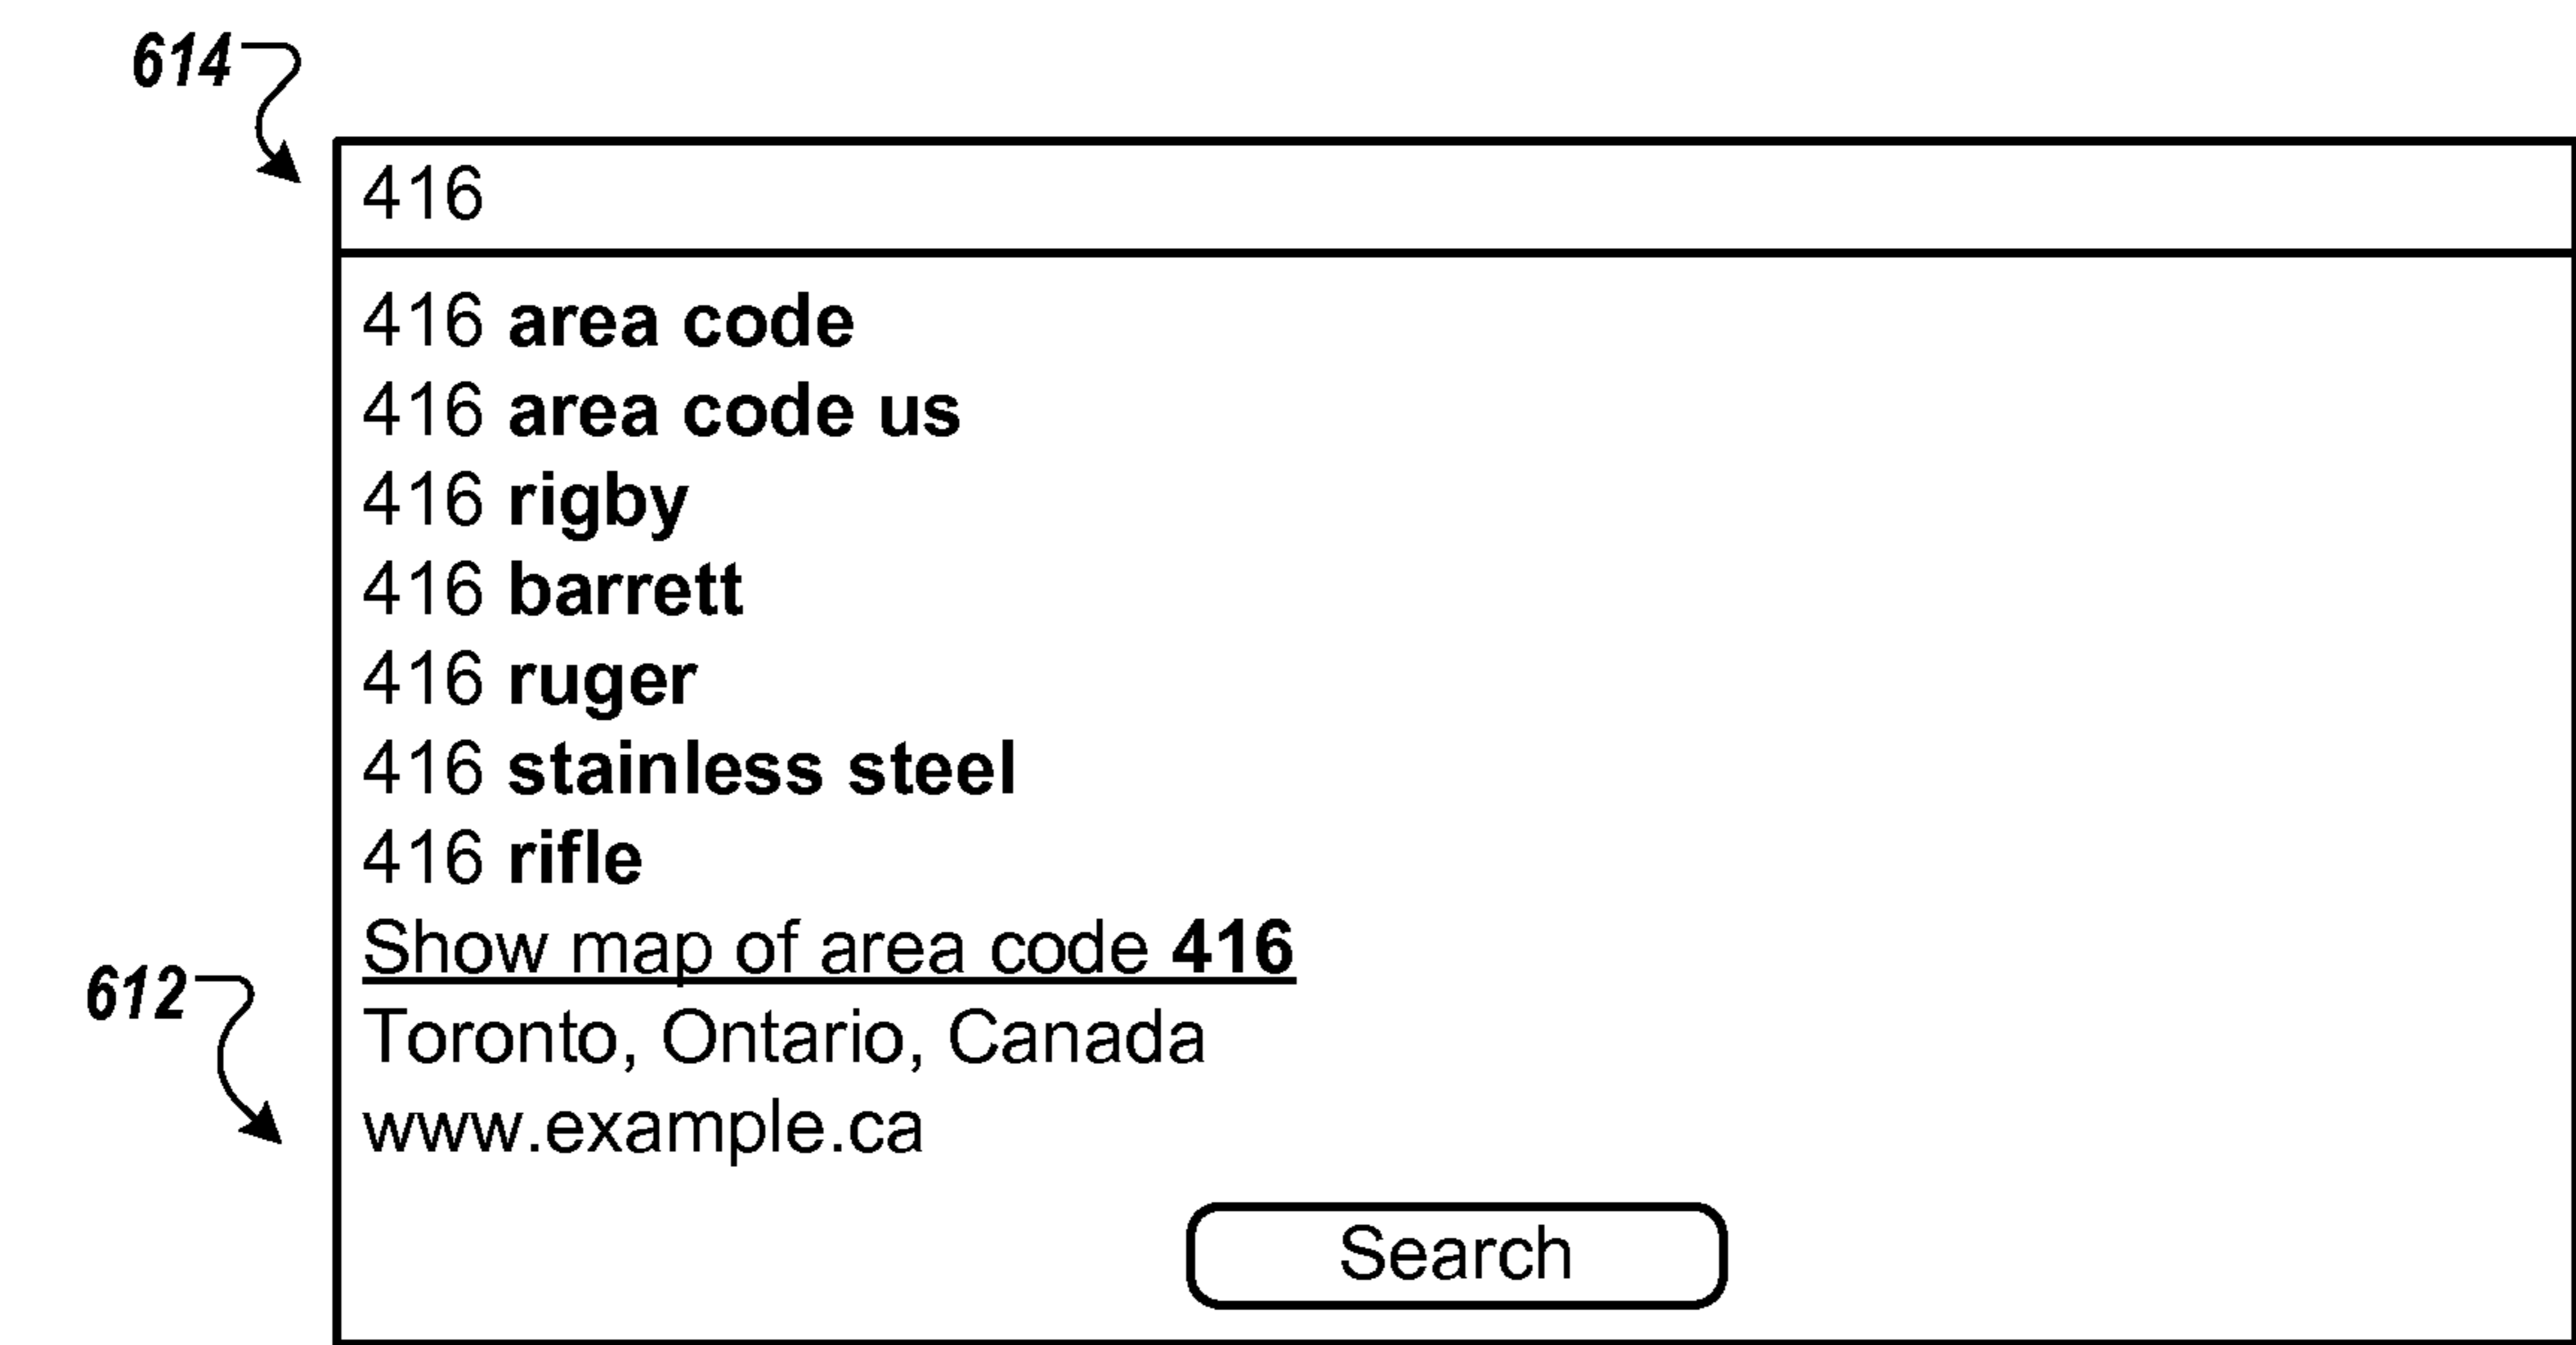 614
416
416 area code
416 area code us
416 rigby
416 barrett
416 ruger
416 stainless steel
416 rifle
Show map of area code 416
612
Toronto, Ontario, Canada
www.example.ca
Search